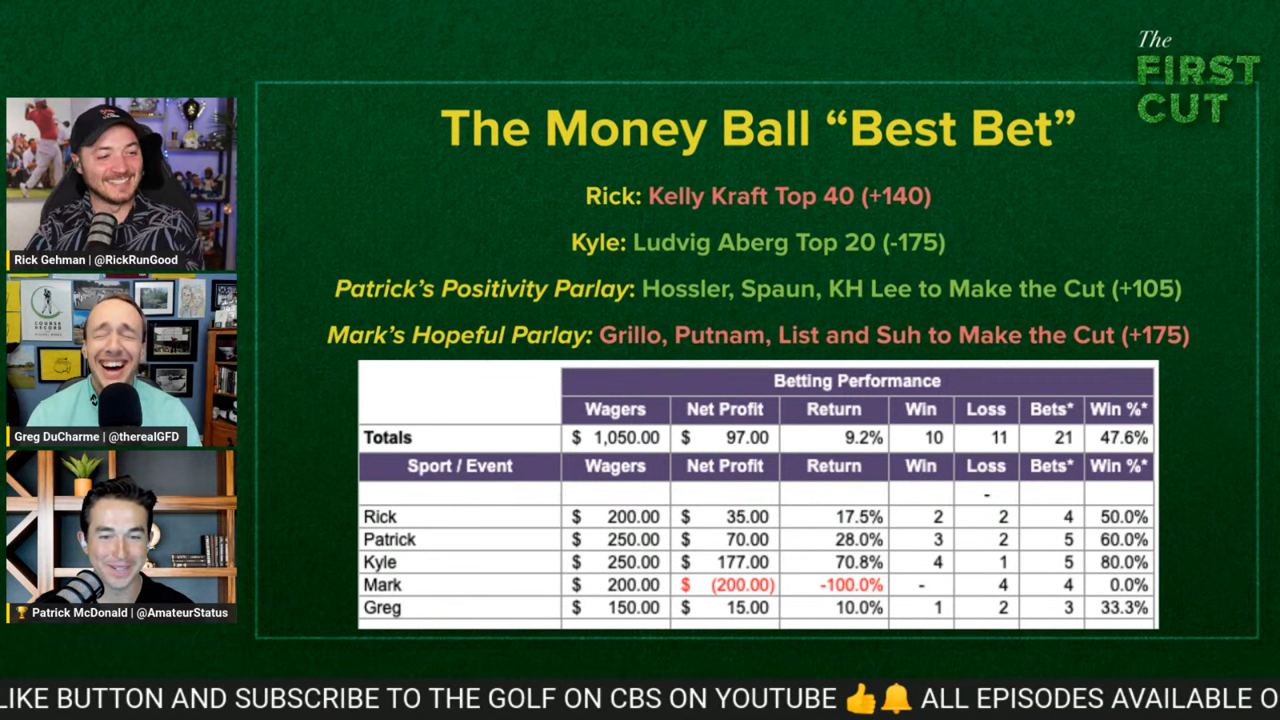 The
FIRST
CUT
The Money Ball “Best Bet”
Rick: Kelly Kraft Top 40 (+140)
Kyle: Ludvig Aberg Top 20 (-175)
Patrick’s Positivity Parlay: Hossler, Spaun, KH Lee to Make the Cut (+105)
Mark’s Hopeful Parlay: Grillo, Putnam, List and Suh to Make the Cut (+175)
Betting Performance
Wagers Net Profit Return Win Loss Bets* Win %*
Totals $ 1,050.00 $ 97.00 9.2% 10 11 21 47.6%
Sport / Event Wagers Net Profit Return Win Loss Bets* Win %*
-
Rick $ 200.00 $ 35.00 17.5% 2 2 4 50.0%
Patrick $ 250.00 $ 70.00 28.0% 3 2 5 60.0%
Kyle $ 250.00 $ 177.00 70.8% 4 1 5 80.0%
Mark $ 200.00 $ (200.00) -100.0% - 4 4 0.0%
Greg $ 150.00 $ 15.00 10.0% 1 2 3 33.3%
Rick Gehman | @RickRunGood
COURSE
RECORD
Greg DuCharme | @therealGFD
🏆 Patrick McDonald | @AmateurStatus
LIKE BUTTON AND SUBSCRIBE TO THE GOLF ON CBS ON YOUTUBE 👍🔔 ALL EPISODES AVAILABLE O